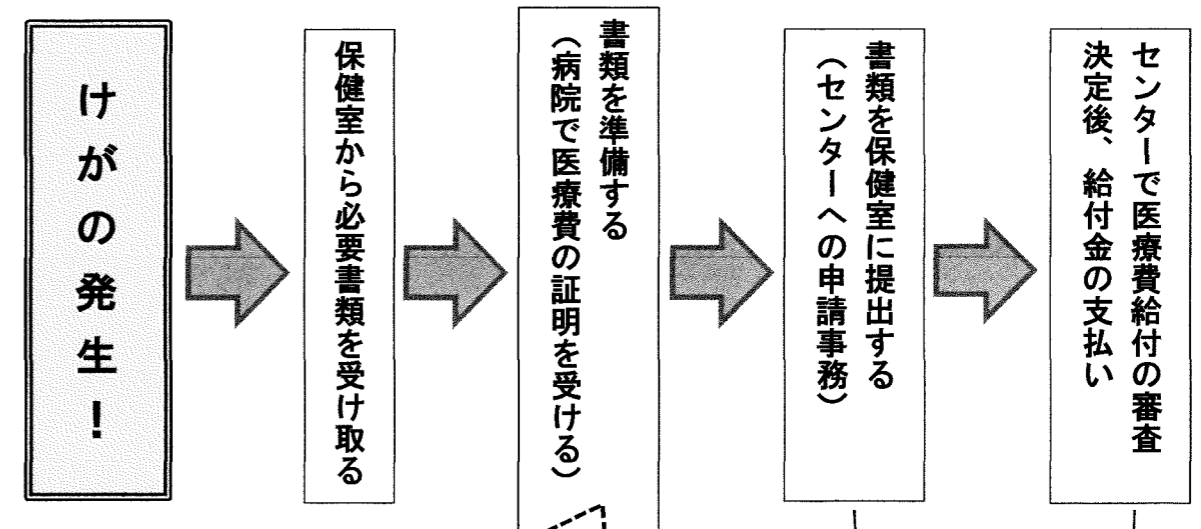 けがの発生！
保健室から必要書類を受け取る
書類を準備する
（病院で医療費の証明を受ける）
書類を保健室に提出する
（センターへの申請事務）
センターで医療費給付の審査
決定後、給付金の支払い